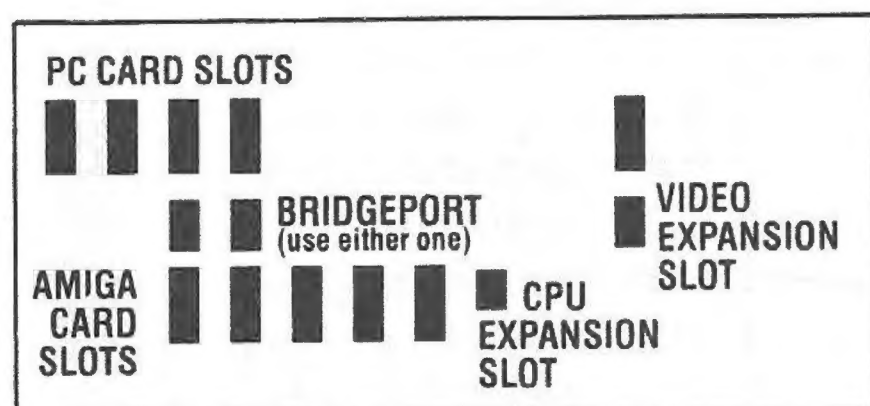 PC CARD SLOTS
BRIDGEPORT
(use either one)
VIDEO
EXPANSION
SLOT
AMIGA
CARD
SLOTS
CPU
EXPANSION
SLOT